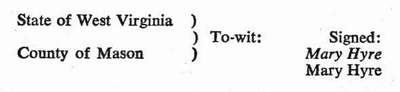 State of West Virginia )
) To-wit: Signed:
County of Mason ) Mary Hyre
Mary Hyre